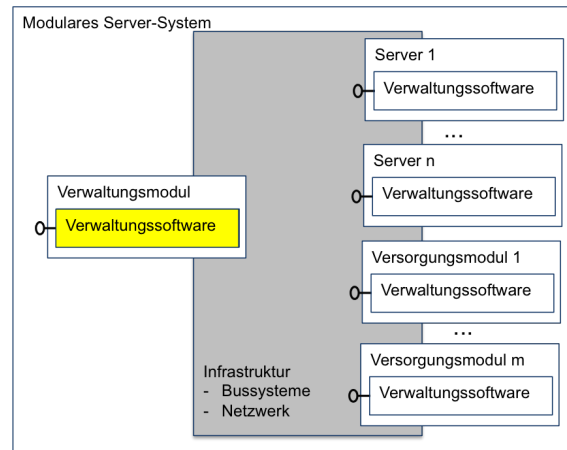 Modulares Server-System
Server 1
Verwaltungssoftware
...
Server n
Verwaltungssoftware
Verwaltungsmodul
Verwaltungssoftware
Versorgungsmodul 1
Verwaltungssoftware
...
Versorgungsmodul m
Verwaltungssoftware
Infrastruktur
- Bussysteme
- Netzwerk